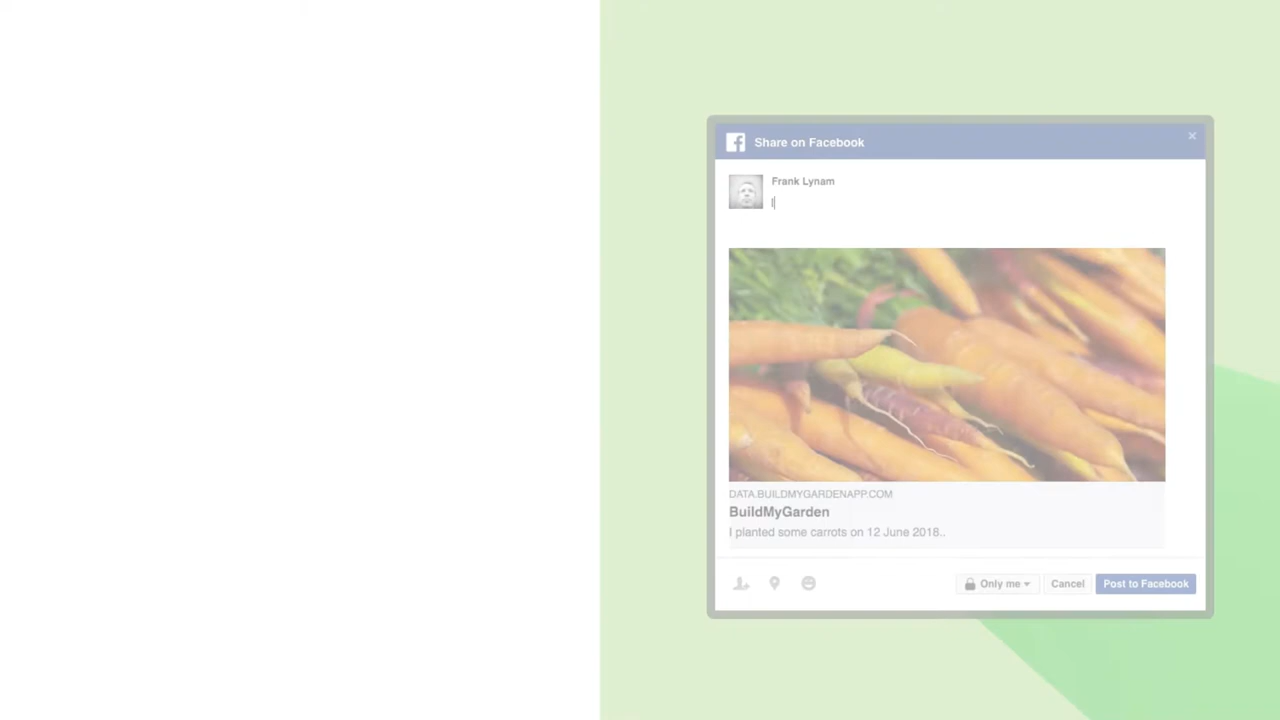 Share on Facebook
Frank Lynam
I
DATA.BUILDMYGARDENAPP.COM
BuildMyGarden
I planted some carrots on 12 June 2018..
Only me
Cancel
Post to Facebook